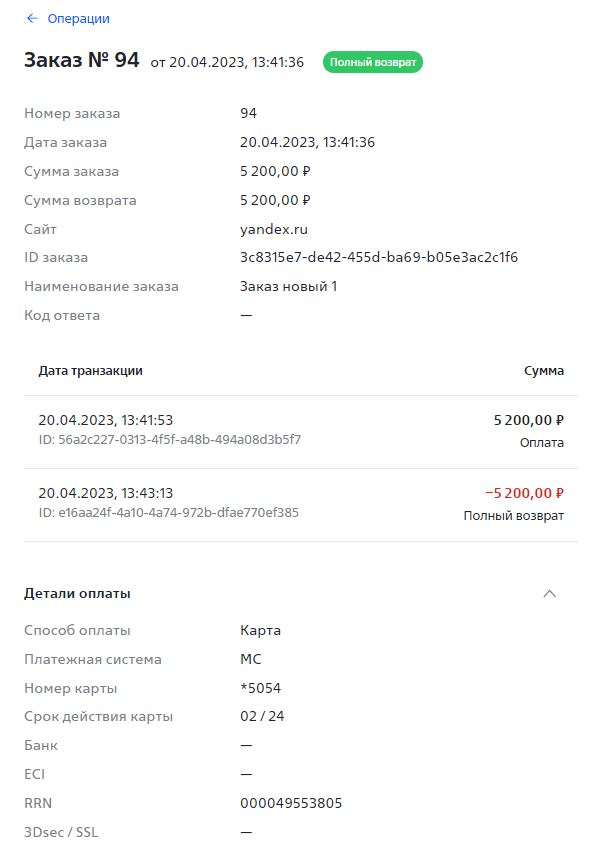 ← Операции
Заказ № 94 от 20.04.2023, 13:41:36 Полный возврат
Номер заказа 94
Дата заказа 20.04.2023, 13:41:36
Сумма заказа 5 200,00 ₽
Сумма возврата 5 200,00 ₽
Сайт yandex.ru
ID заказа 3c8315e7-de42-455d-ba69-b05e3ac2c1f6
Наименование заказа Заказ новый 1
Код ответа —
Дата транзакции Сумма
20.04.2023, 13:41:53 5 200,00 ₽
ID: 56a2c227-0313-4f5f-a48b-494a08d3b5f7 Оплата
20.04.2023, 13:43:13 −5 200,00 ₽
ID: e16aa24f-4a10-4a74-972b-dfae770ef385 Полный возврат
Детали оплаты
Способ оплаты Карта
Платежная система MC
Номер карты *5054
Срок действия карты 02 / 24
Банк —
ECI —
RRN 000049553805
3Dsec / SSL —